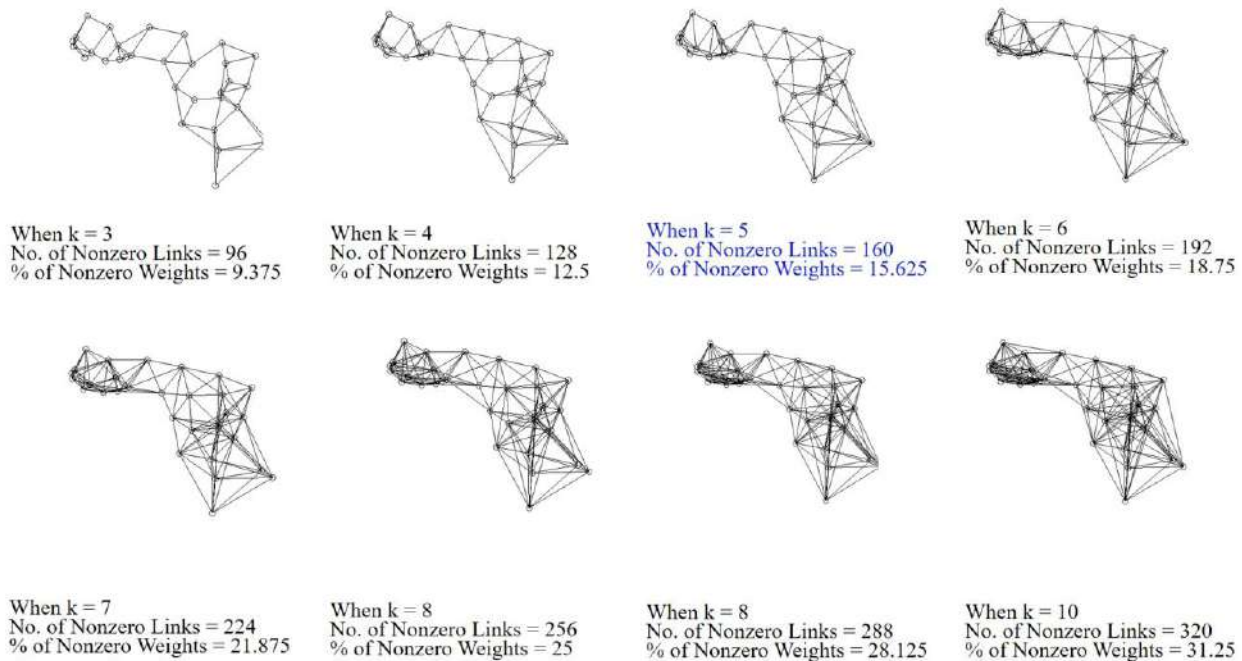 When k = 3
No. of Nonzero Links = 96
% of Nonzero Weights = 9.375
When k = 4
No. of Nonzero Links = 128
% of Nonzero Weights = 12.5
When k = 5
No. of Nonzero Links = 160
% of Nonzero Weights = 15.625
When k = 6
No. of Nonzero Links = 192
% of Nonzero Weights = 18.75
When k = 7
No. of Nonzero Links = 224
% of Nonzero Weights = 21.875
When k = 8
No. of Nonzero Links = 256
% of Nonzero Weights = 25
When k = 8
No. of Nonzero Links = 288
% of Nonzero Weights = 28.125
When k = 10
No. of Nonzero Links = 320
% of Nonzero Weights = 31.25